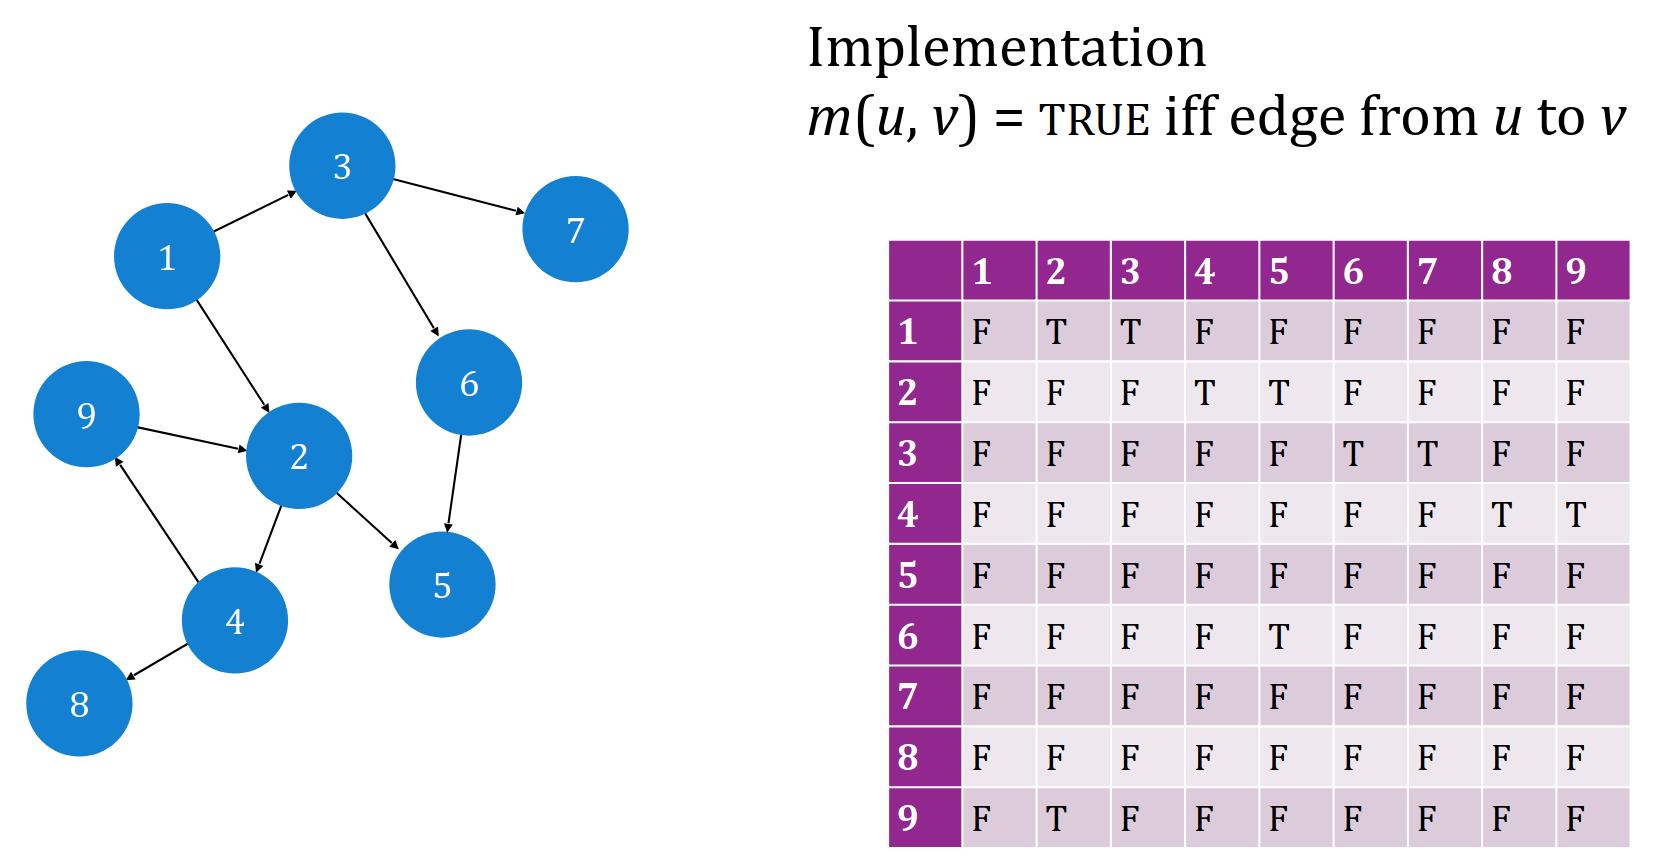 Implementation
m(u, v) = TRUE iff edge from u to v
3
7
1
6
9
2
5
4
8
1 2 3 4 5 6 7 8 9
1 F T T F F F F F F
2 F F F T T F F F F
3 F F F F F T T F F
4 F F F F F F F T T
5 F F F F F F F F F
6 F F F F T F F F F
7 F F F F F F F F F
8 F F F F F F F F F
9 F T F F F F F F F